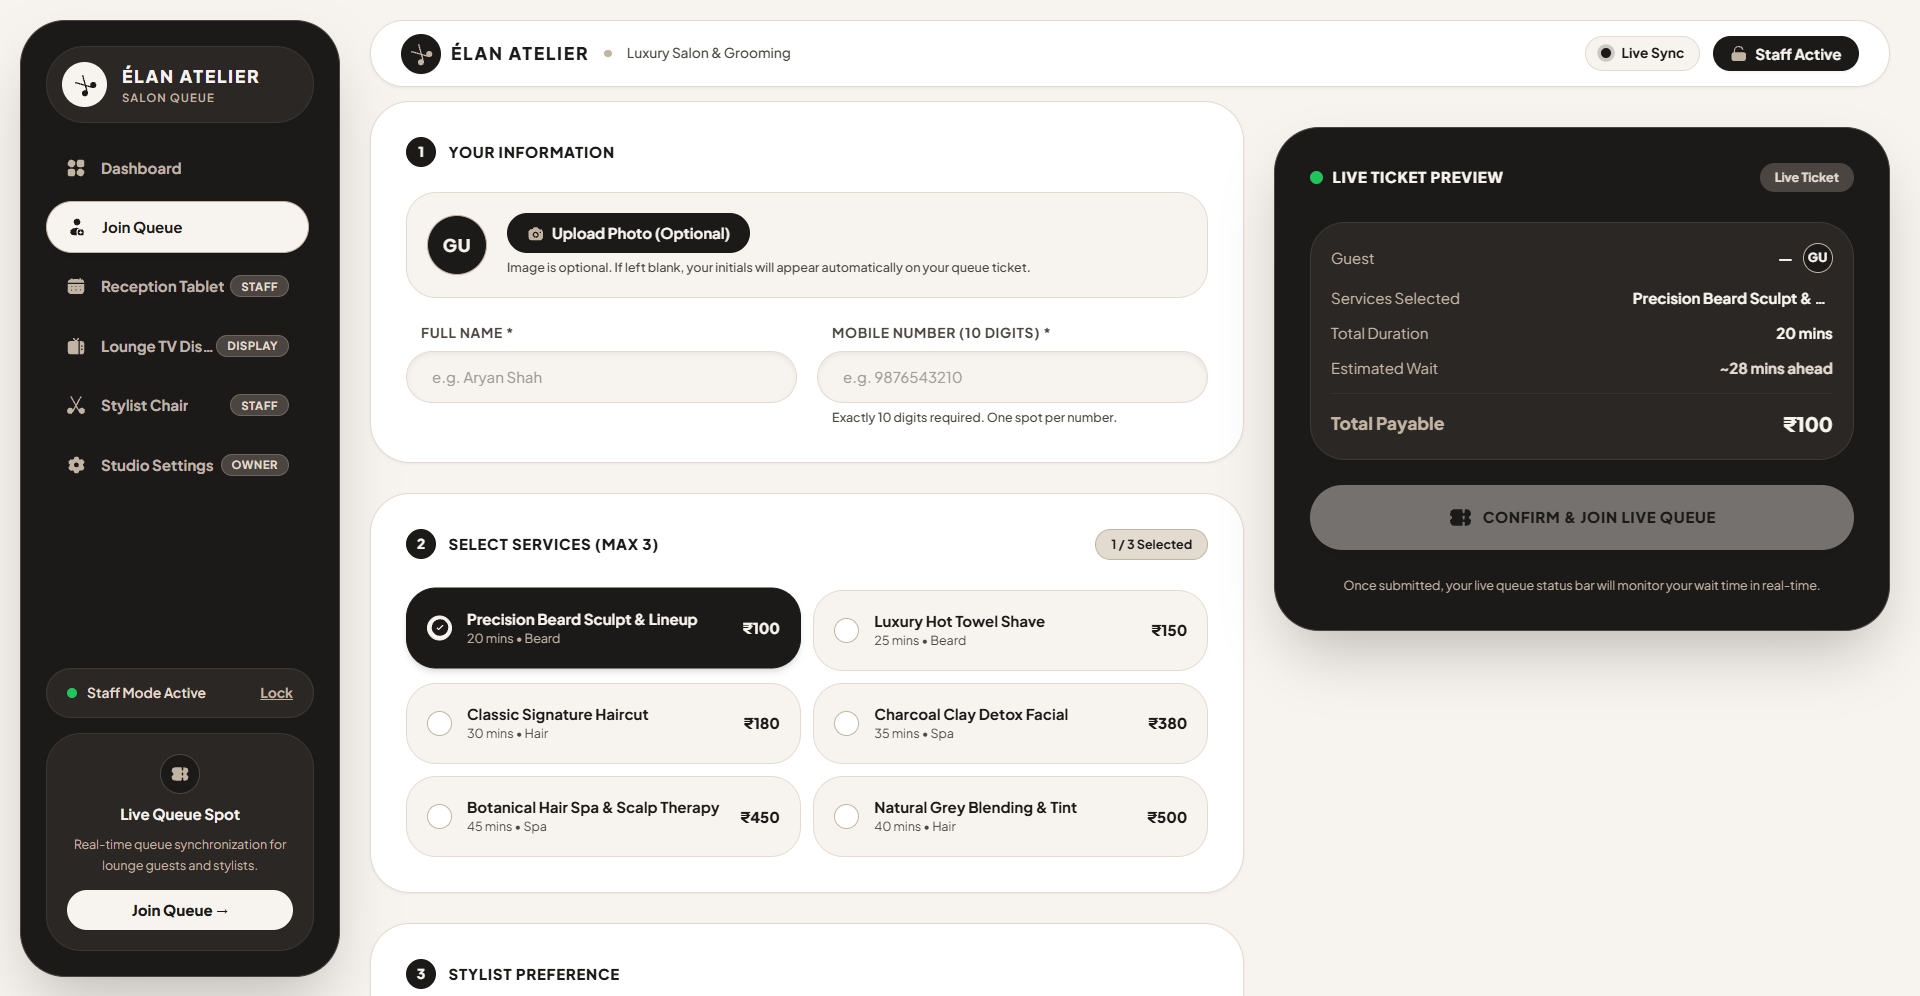 ÉLAN ATELIER
SALON QUEUE
Dashboard
Join Queue
Reception Tablet STAFF
Lounge TV Dis... DISPLAY
Stylist Chair STAFF
Studio Settings OWNER
Staff Mode Active Lock
Live Queue Spot
Real-time queue synchronization for
lounge guests and stylists.
Join Queue →
ÉLAN ATELIER • Luxury Salon & Grooming
Live Sync
Staff Active
1 YOUR INFORMATION
GU
Upload Photo (Optional)
Image is optional. If left blank, your initials will appear automatically on your queue ticket.
FULL NAME *
e.g. Aryan Shah
MOBILE NUMBER (10 DIGITS) *
e.g. 9876543210
Exactly 10 digits required. One spot per number.
2 SELECT SERVICES (MAX 3)
1 / 3 Selected
Precision Beard Sculpt & Lineup
20 mins • Beard
₹100
Luxury Hot Towel Shave
25 mins • Beard
₹150
Classic Signature Haircut
30 mins • Hair
₹180
Charcoal Clay Detox Facial
35 mins • Spa
₹380
Botanical Hair Spa & Scalp Therapy
45 mins • Spa
₹450
Natural Grey Blending & Tint
40 mins • Hair
₹500
3 STYLIST PREFERENCE
LIVE TICKET PREVIEW
Live Ticket
Guest — GU
Services Selected Precision Beard Sculpt & ...
Total Duration 20 mins
Estimated Wait ~28 mins ahead
Total Payable ₹100
CONFIRM & JOIN LIVE QUEUE
Once submitted, your live queue status bar will monitor your wait time in real-time.